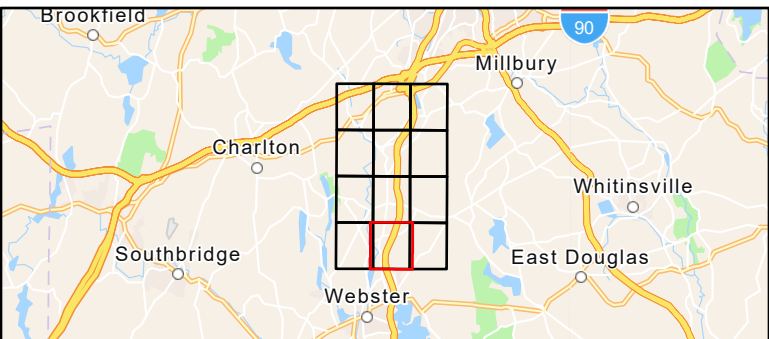 Brookfield
90
Millbury
Charlton
Whitinsville
Southbridge
East Douglas
Webster